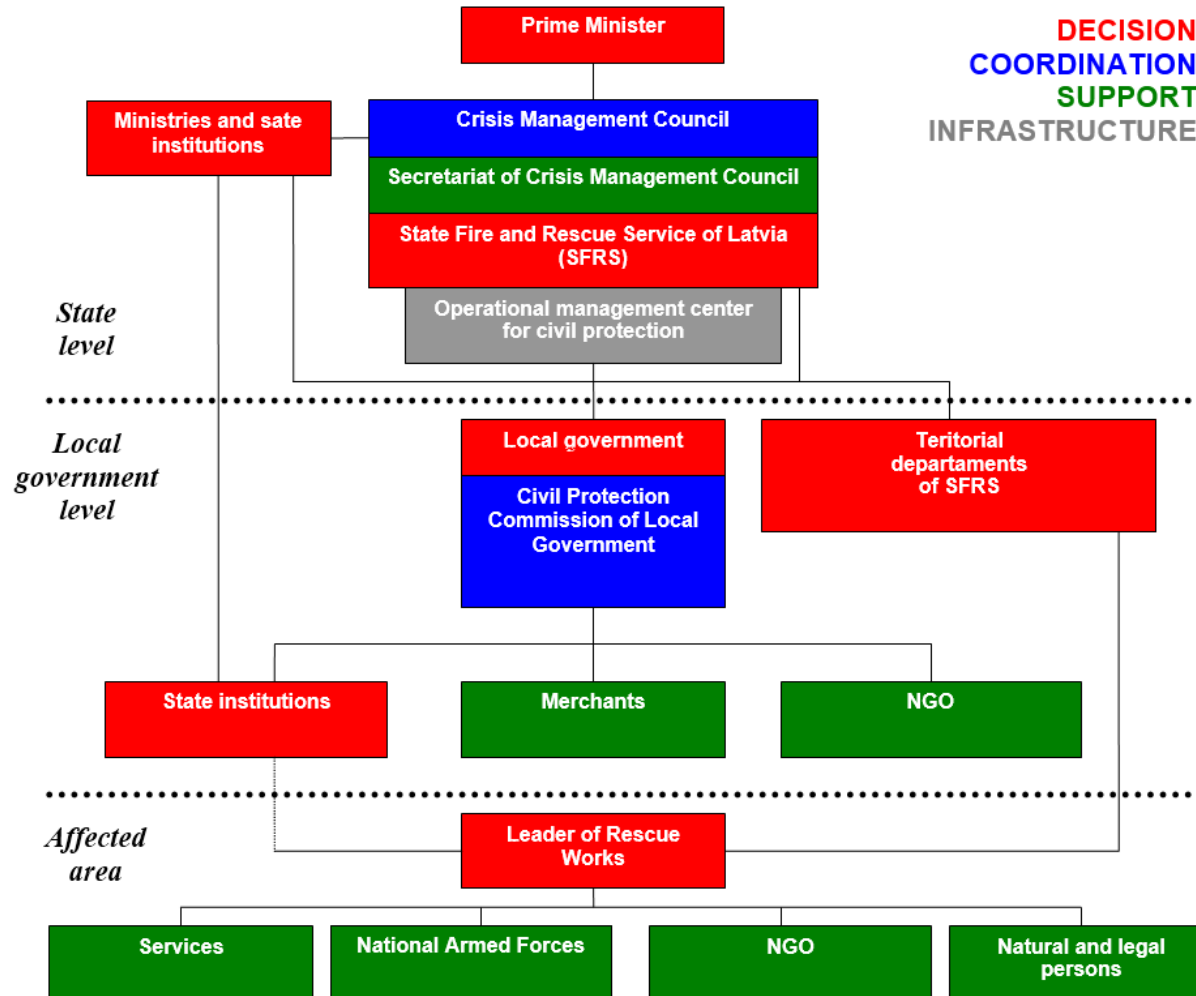 Prime Minister
DECISION
COORDINATION
SUPPORT
INFRASTRUCTURE
Ministries and sate
institutions
Crisis Management Council
Secretariat of Crisis Management Council
State Fire and Rescue Service of Latvia
(SFRS)
Operational management center
for civil protection
State
level
Local
government
level
Local government
Civil Protection
Commission of Local
Government
Teritorial
departaments
of SFRS
State institutions
Merchants
NGO
Affected
area
Leader of Rescue
Works
Services
National Armed Forces
NGO
Natural and legal
persons